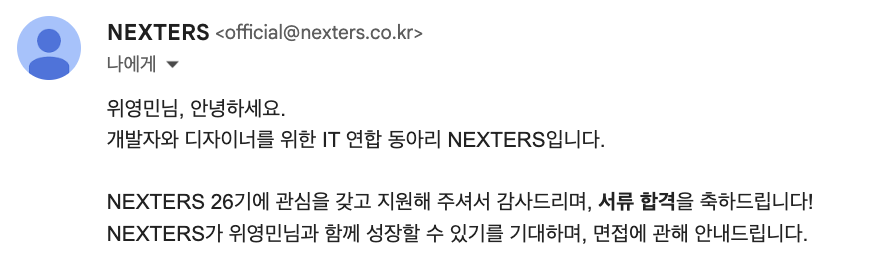 NEXTERS <official@nexters.co.kr>
나에게
위영민님, 안녕하세요.
개발자와 디자이너를 위한 IT 연합 동아리 NEXTERS입니다.
NEXTERS 26기에 관심을 갖고 지원해 주셔서 감사드리며, 서류 합격을 축하드립니다!
NEXTERS가 위영민님과 함께 성장할 수 있기를 기대하며, 면접에 관해 안내드립니다.